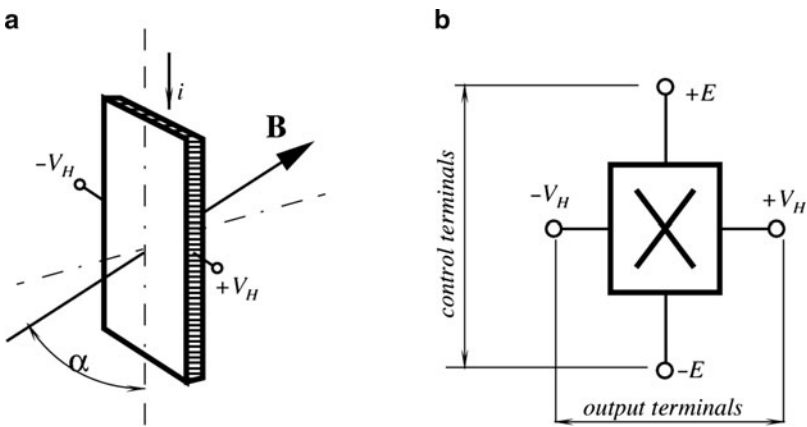 a
i
B
−V_H
+V_H
α
b
+E
control terminals
−V_H
+V_H
−E
output terminals